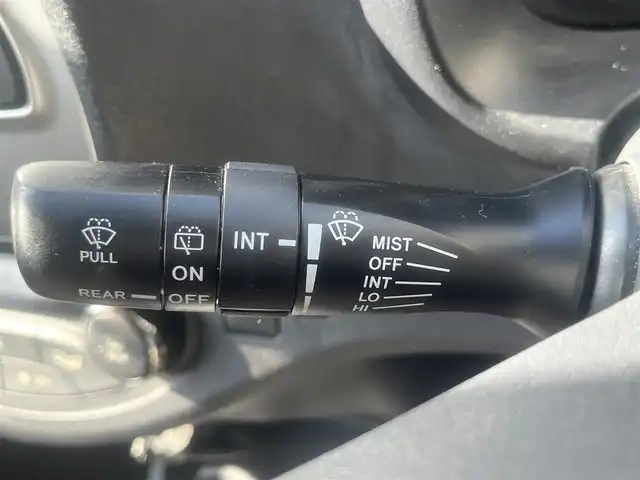 PULL
REAR
ON
OFF
INT
MIST
OFF
INT
LO
HI